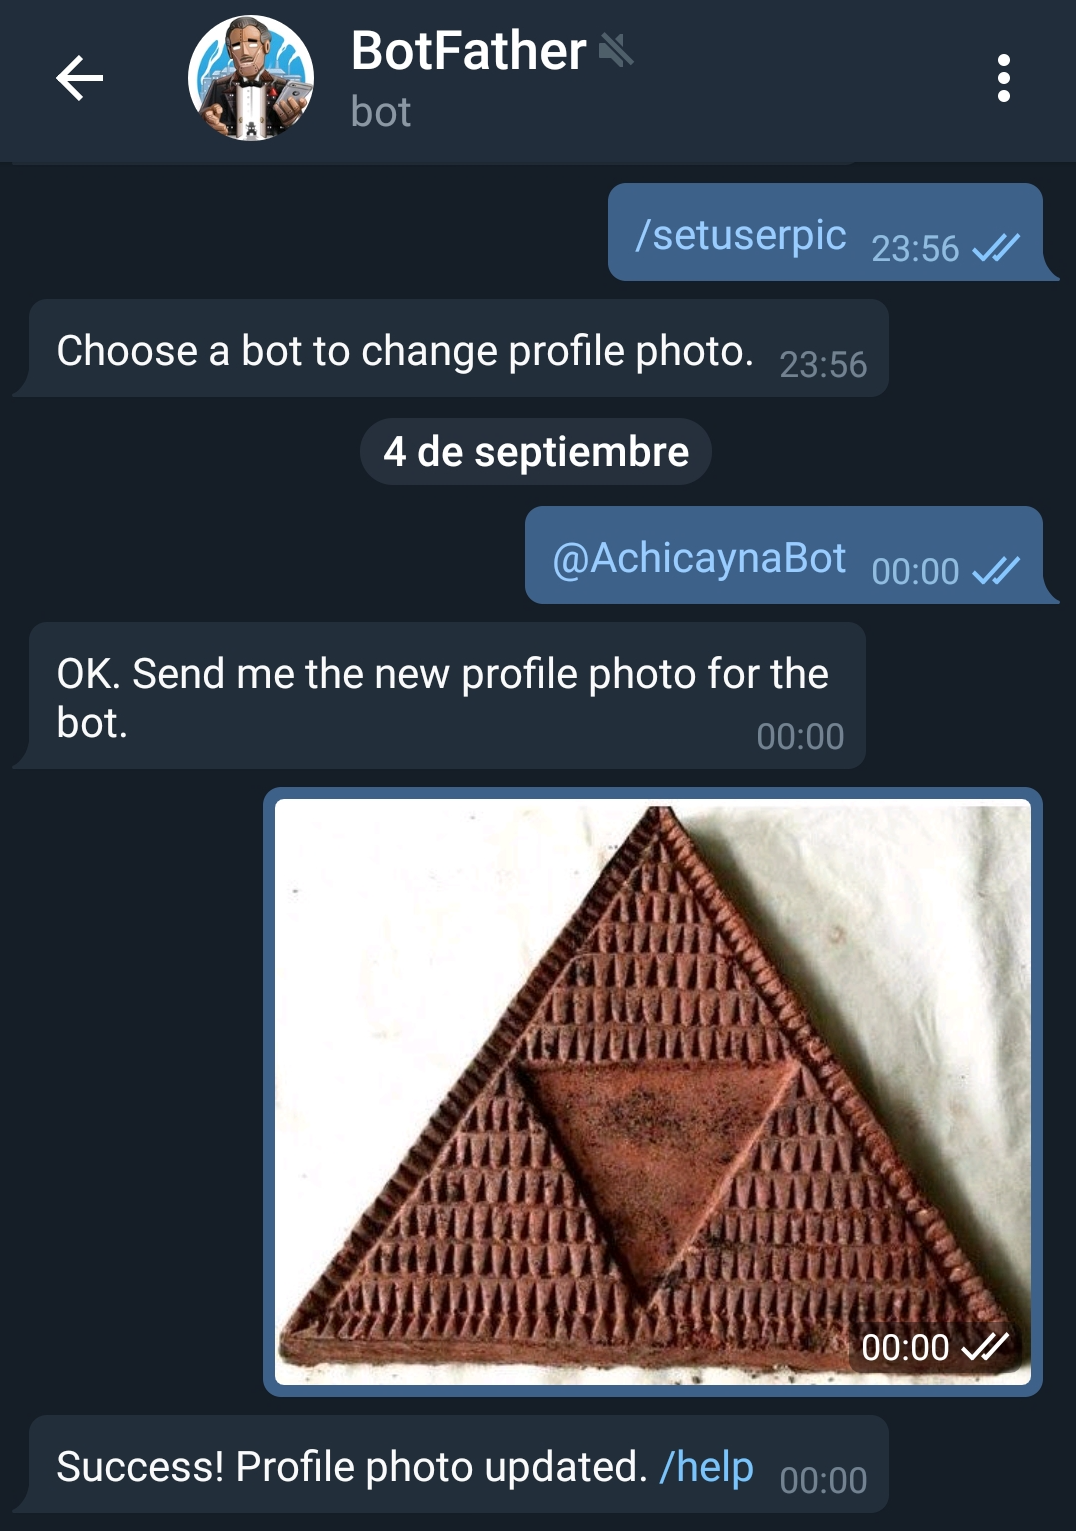 BotFather
bot
/setuserpic 23:56
Choose a bot to change profile photo. 23:56
4 de septiembre
@AchicaynaBot 00:00
OK. Send me the new profile photo for the
bot. 00:00
00:00
Success! Profile photo updated. /help 00:00